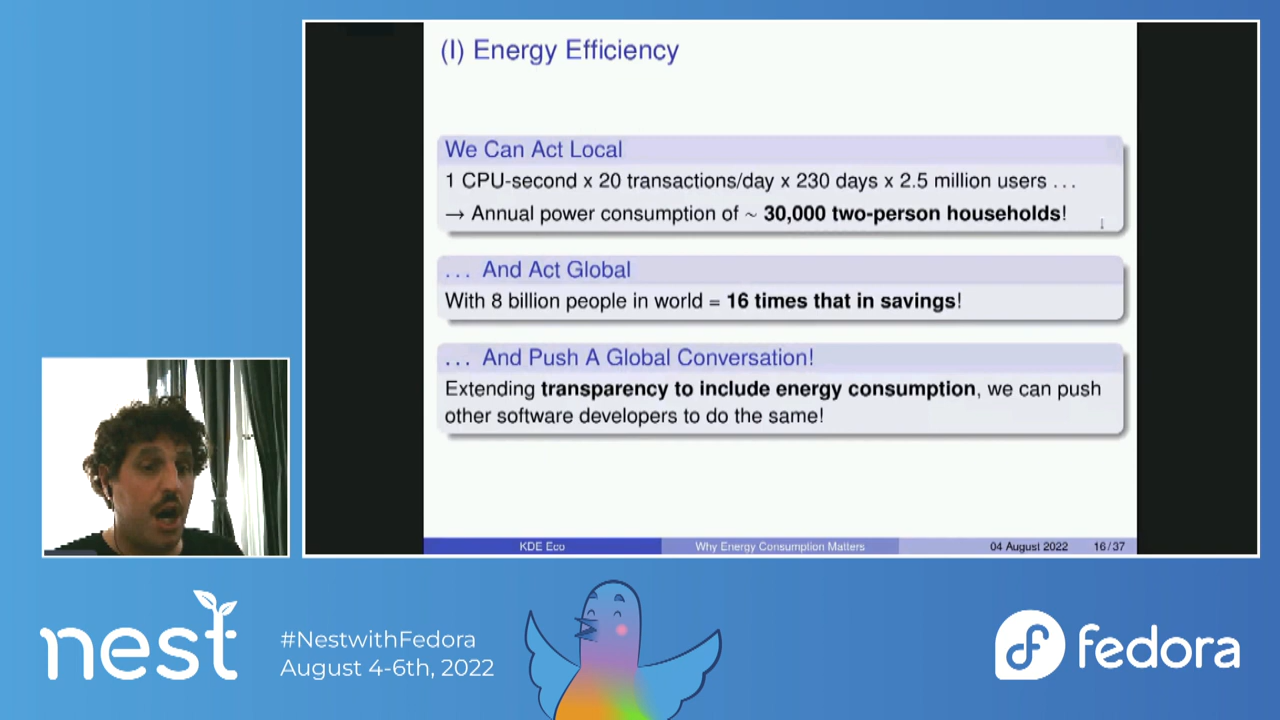 (I) Energy Efficiency
We Can Act Local
1 CPU-second x 20 transactions/day x 230 days x 2.5 million users ...
→ Annual power consumption of ~ 30,000 two-person households!
... And Act Global
With 8 billion people in world = 16 times that in savings!
... And Push A Global Conversation!
Extending transparency to include energy consumption, we can push
other software developers to do the same!
KDE Eco
Why Energy Consumption Matters
04 August 2022
16/37
nest
#NestwithFedora
August 4-6th, 2022
fedora